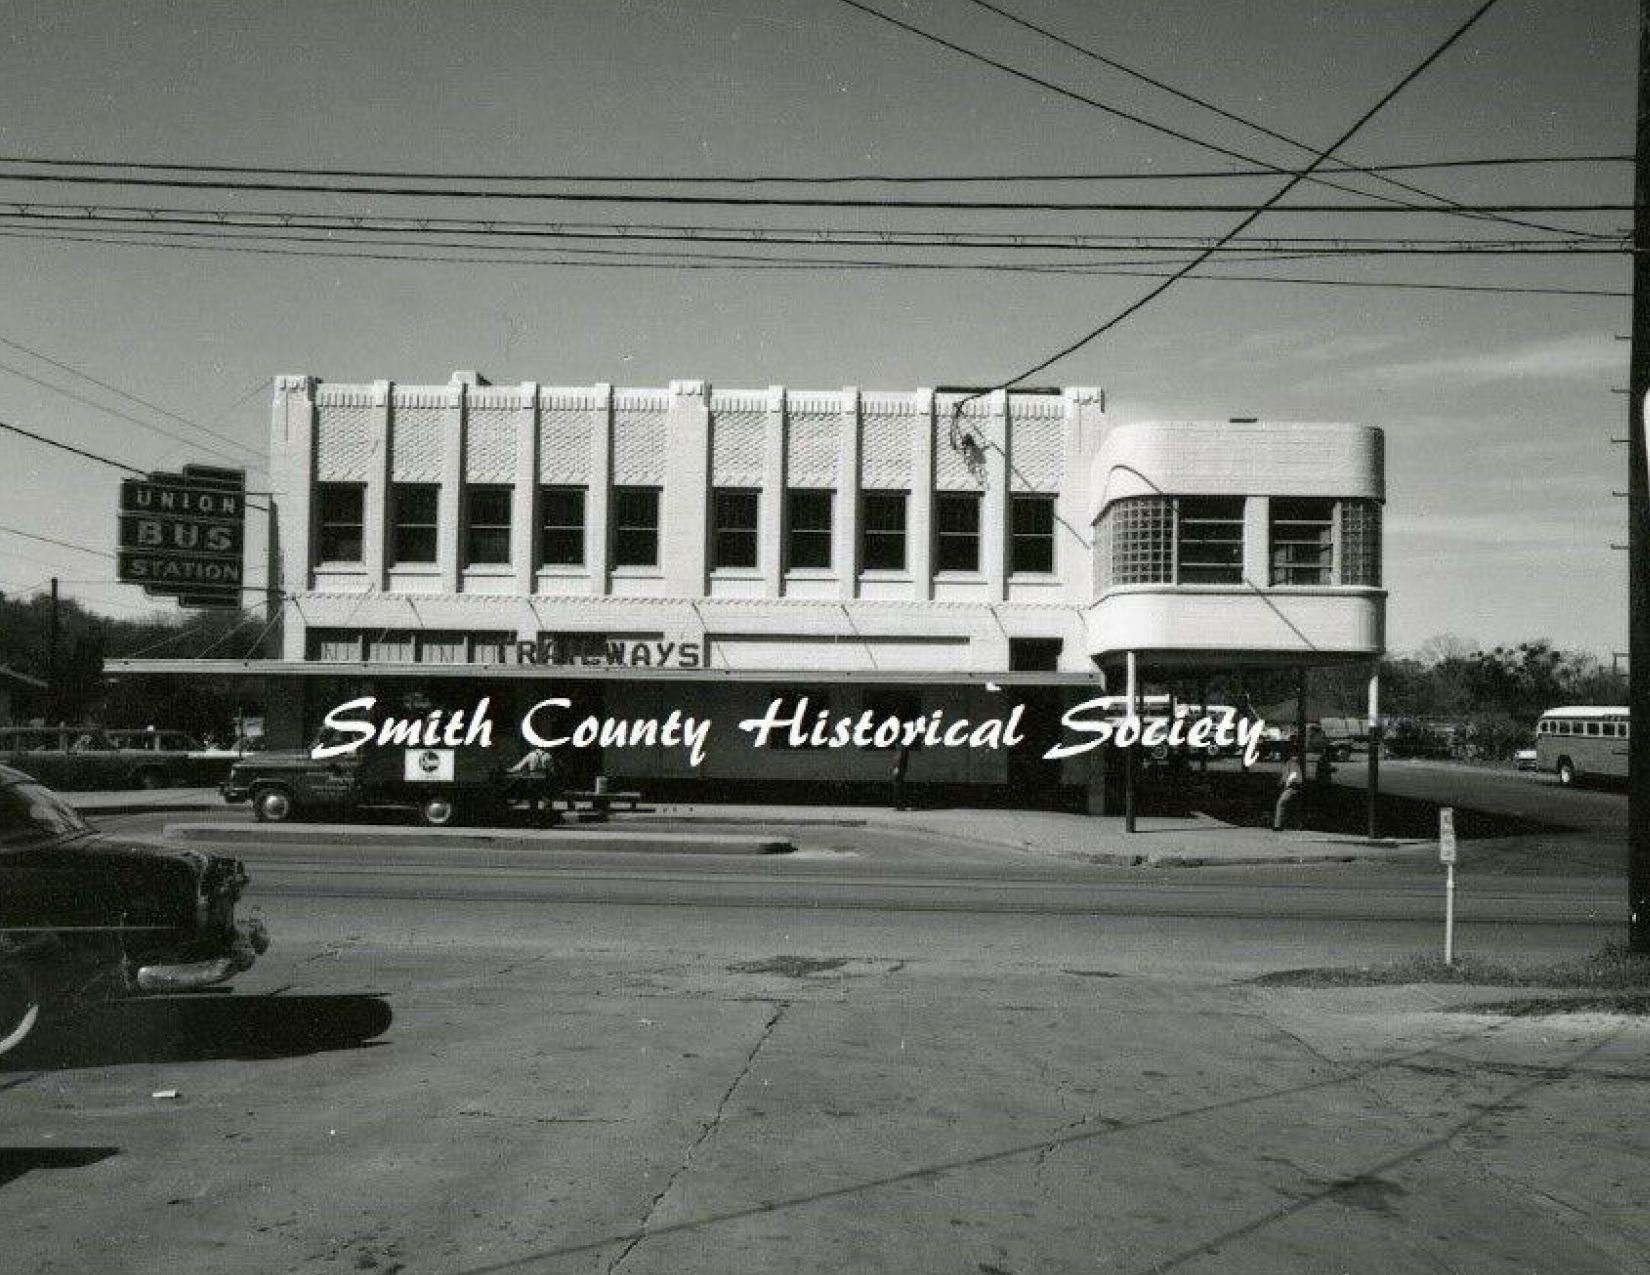 UNION
BUS
STATION
TRAILWAYS
Smith County Historical Society